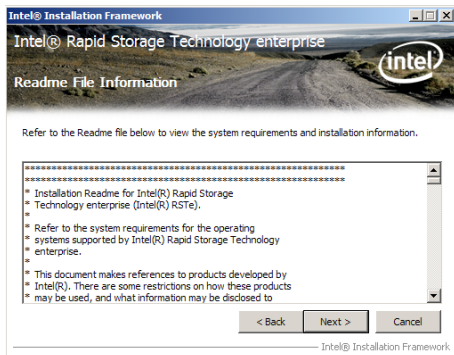 Intel® Installation Framework
Intel® Rapid Storage Technology enterprise
intel
Readme File Information
Refer to the Readme file below to view the system requirements and installation information.
************************************************************
************************************************************
* Installation Readme for Intel(R) Rapid Storage
* Technology enterprise (Intel(R) RSTe).
*
* Refer to the system requirements for the operating
* systems supported by Intel(R) Rapid Storage Technology
* enterprise.
*
* This document makes references to products developed by
* Intel(R). There are some restrictions on how these products
* may be used, and what information may be disclosed to
< Back Next > Cancel
Intel® Installation Framework